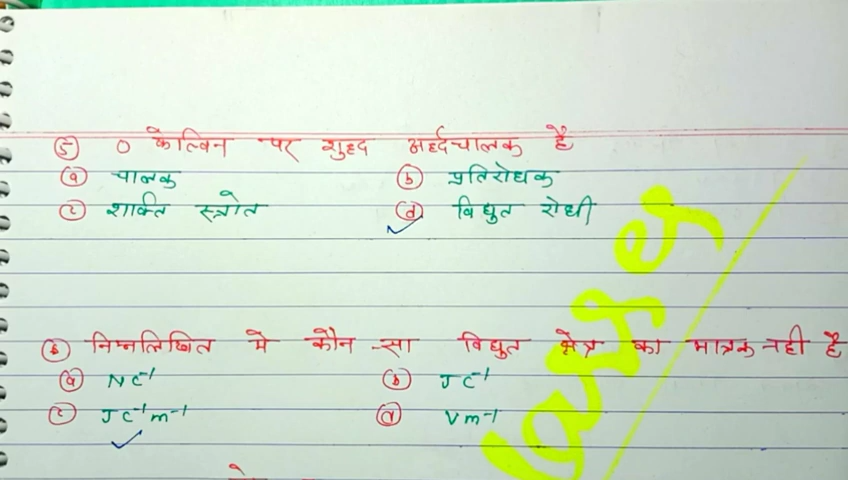 5 0 केल्विन पर शुद्द अर्द्दचालक है
a चालक b प्रतिरोधक
c शक्ति स्त्रोत d विधुत रोधी
6 निम्नलिखित मे कौन-सा विधुत क्षेत्र का मात्रक नही है
a NC⁻¹ b JC⁻¹
c JC⁻¹m⁻¹ d Vm⁻¹